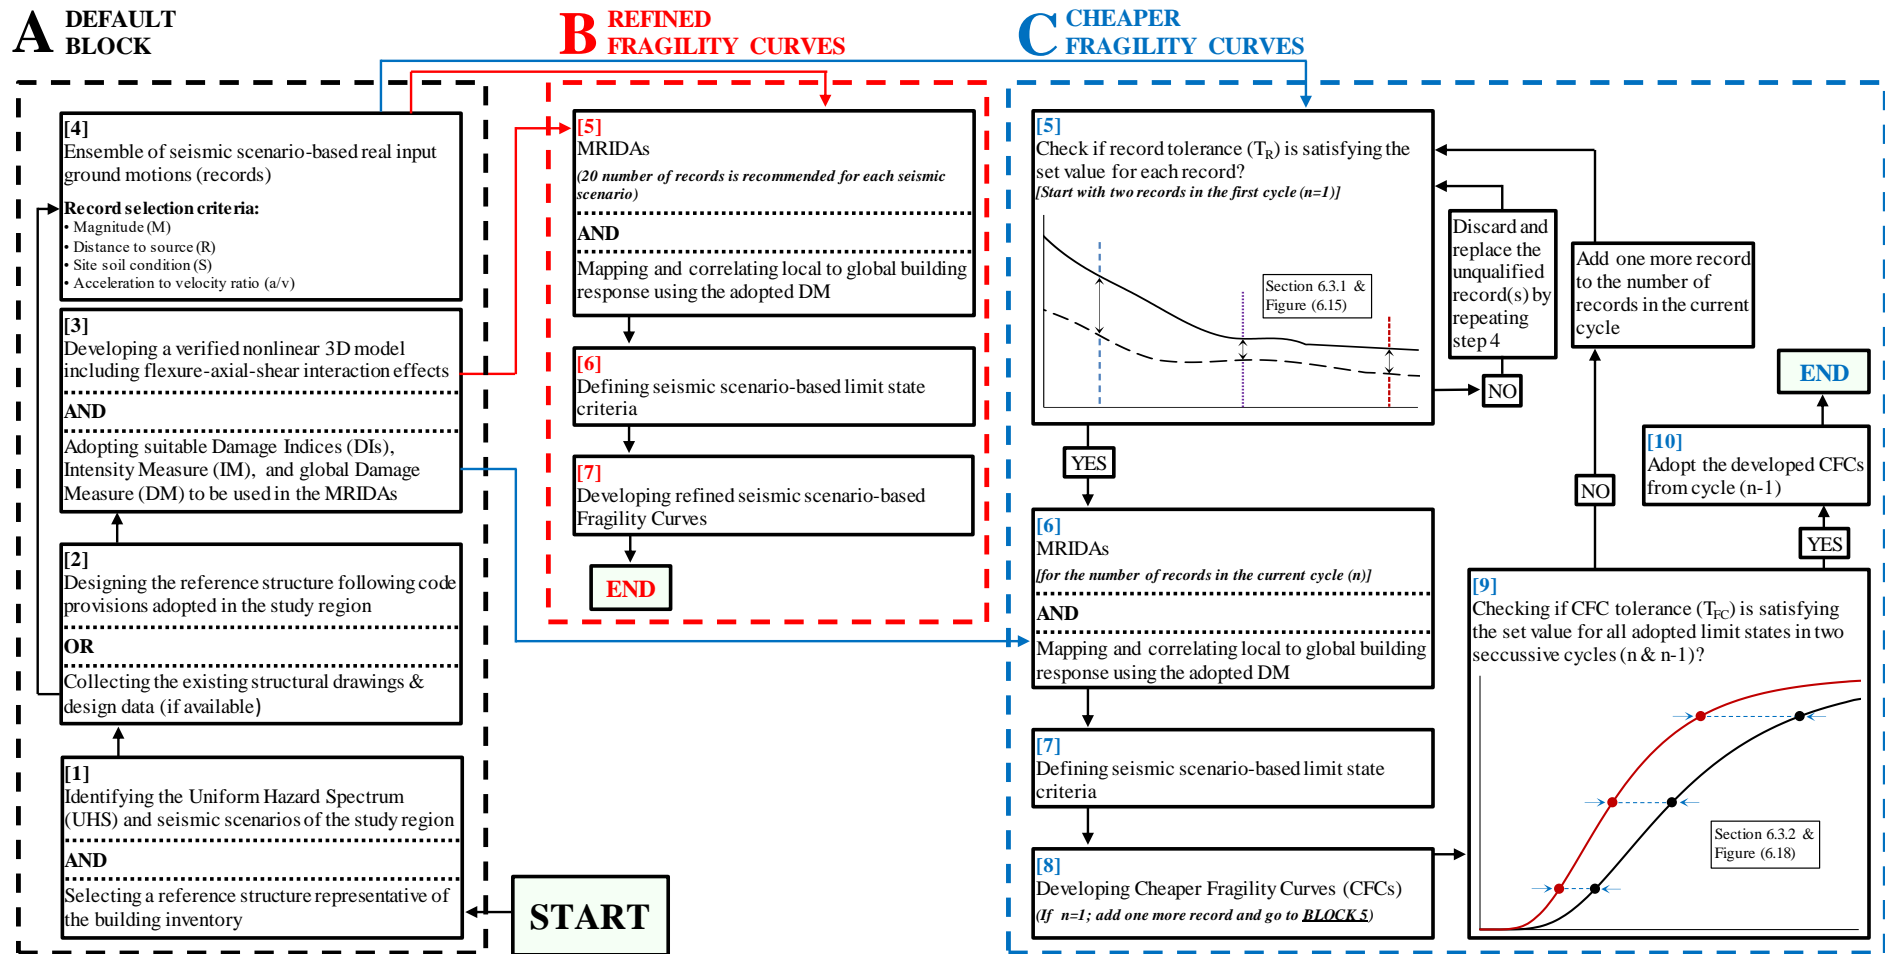 A DEFAULT
BLOCK
[4]
Ensemble of seismic scenario-based real input
ground motions (records)
Record selection criteria:
• Magnitude (M)
• Distance to source (R)
• Site soil condition (S)
• Acceleration to velocity ratio (a/v)
[3]
Developing a verified nonlinear 3D model
including flexure-axial-shear interaction effects
AND
Adopting suitable Damage Indices (DIs),
Intensity Measure (IM), and global Damage
Measure (DM) to be used in the MRIDAs
[2]
Designing the reference structure following code
provisions adopted in the study region
OR
Collecting the existing structural drawings &
design data (if available)
[1]
Identifying the Uniform Hazard Spectrum
(UHS) and seismic scenarios of the study region
AND
Selecting a reference structure representative of
the building inventory
START
B REFINED
FRAGILITY CURVES
[5]
MRIDAs
(20 number of records is recommended for each seismic
scenario)
AND
Mapping and correlating local to global building
response using the adopted DM
[6]
Defining seismic scenario-based limit state
criteria
[7]
Developing refined seismic scenario-based
Fragility Curves
END
C CHEAPER
FRAGILITY CURVES
[5]
Check if record tolerance (TR) is satisfying the
set value for each record?
[Start with two records in the first cycle (n=1)]
Section 6.3.1 &
Figure (6.15)
YES
NO
Discard and
replace the
unqualified
record(s) by
repeating
step 4
Add one more record
to the number of
records in the current
cycle
NO
[6]
MRIDAs
[for the number of records in the current cycle (n)]
AND
Mapping and correlating local to global building
response using the adopted DM
[7]
Defining seismic scenario-based limit state
criteria
[8]
Developing Cheaper Fragility Curves (CFCs)
(If n=1; add one more record and go to BLOCK 5)
[9]
Checking if CFC tolerance (TFC) is satisfying
the set value for all adopted limit states in two
seccussive cycles (n & n-1)?
Section 6.3.2 &
Figure (6.18)
YES
[10]
Adopt the developed CFCs
from cycle (n-1)
END